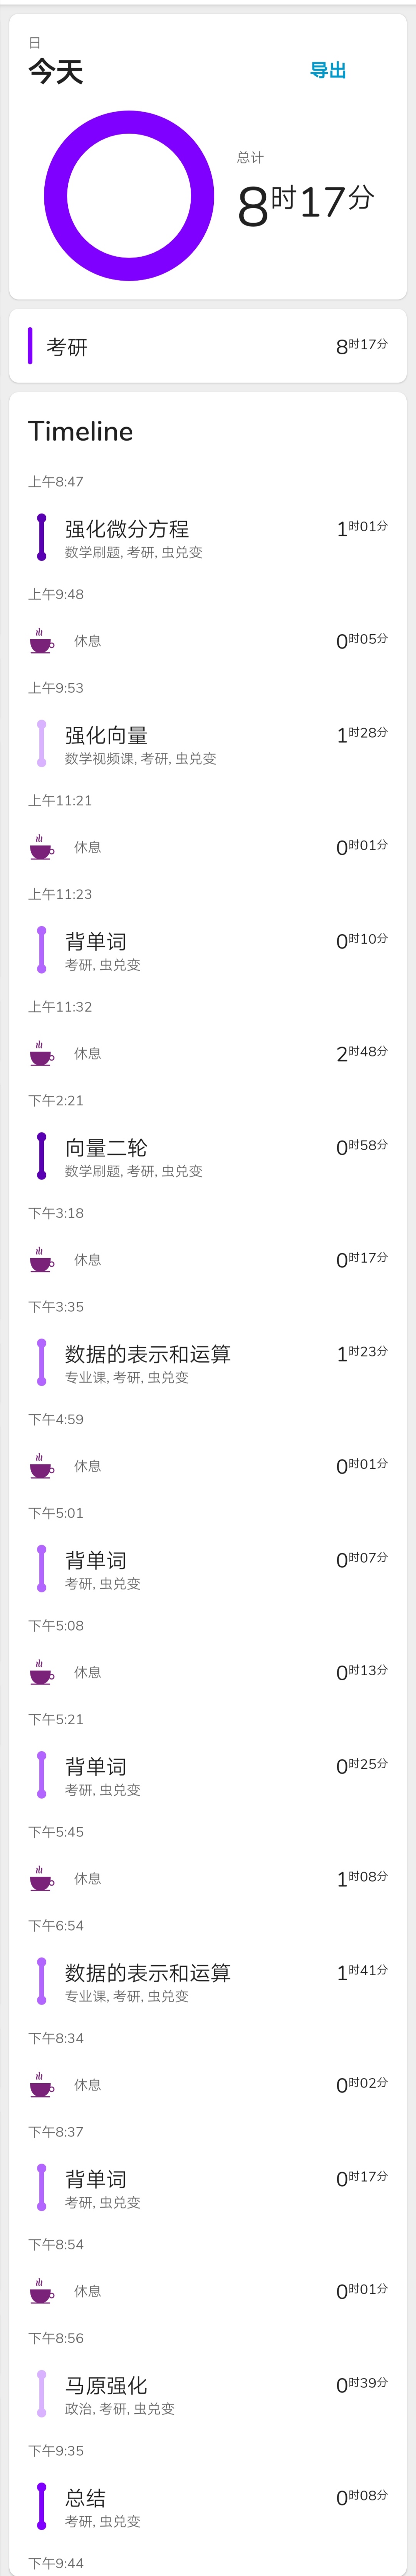 日
今天
导出
总计
8时17分
考研
8时17分
Timeline
上午8:47
强化微分方程
1时01分
数学刷题, 考研, 虫兑变
上午9:48
休息
0时05分
上午9:53
强化向量
1时28分
数学视频课, 考研, 虫兑变
上午11:21
休息
0时01分
上午11:23
背单词
0时10分
考研, 虫兑变
上午11:32
休息
2时48分
下午2:21
向量二轮
0时58分
数学刷题, 考研, 虫兑变
下午3:18
休息
0时17分
下午3:35
数据的表示和运算
1时23分
专业课, 考研, 虫兑变
下午4:59
休息
0时01分
下午5:01
背单词
0时07分
考研, 虫兑变
下午5:08
休息
0时13分
下午5:21
背单词
0时25分
考研, 虫兑变
下午5:45
休息
1时08分
下午6:54
数据的表示和运算
1时41分
专业课, 考研, 虫兑变
下午8:34
休息
0时02分
下午8:37
背单词
0时17分
考研, 虫兑变
下午8:54
休息
0时01分
下午8:56
马原强化
0时39分
政治, 考研, 虫兑变
下午9:35
总结
0时08分
考研, 虫兑变
下午9:44